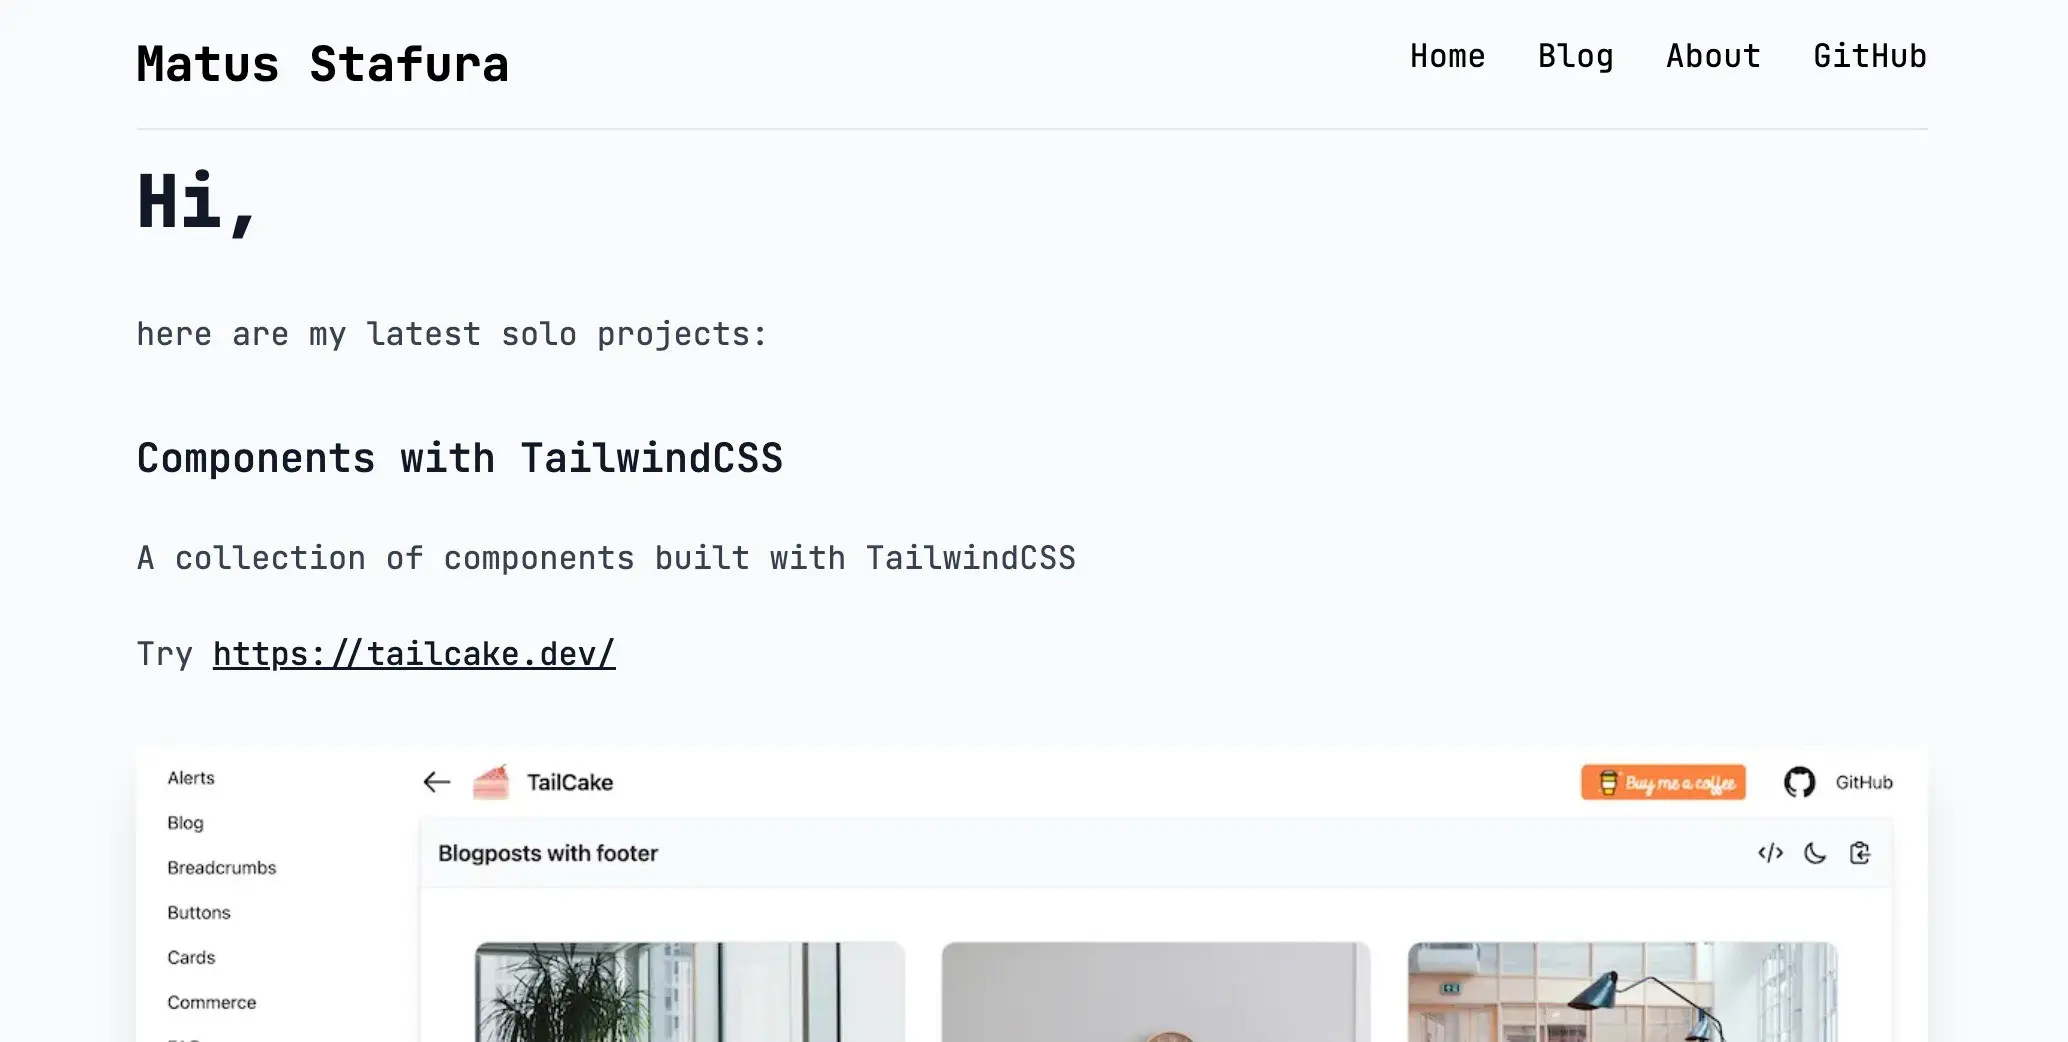 Matus Stafura
Home Blog About GitHub
Hi,
here are my latest solo projects:
Components with TailwindCSS
A collection of components built with TailwindCSS
Try https://tailcake.dev/
Alerts
Blog
Breadcrumbs
Buttons
Cards
Commerce
TailCake
Buy me a coffee
GitHub
Blogposts with footer